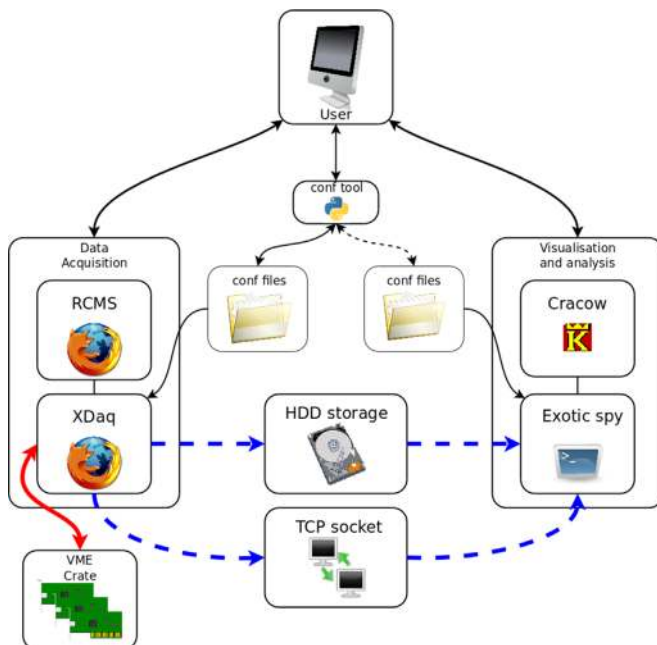 User
conf tool
Data
Acquisition
Visualisation
and analysis
conf files
conf files
RCMS
Cracow
K
XDaq
HDD storage
Exotic spy
>_
TCP socket
VME
Crate